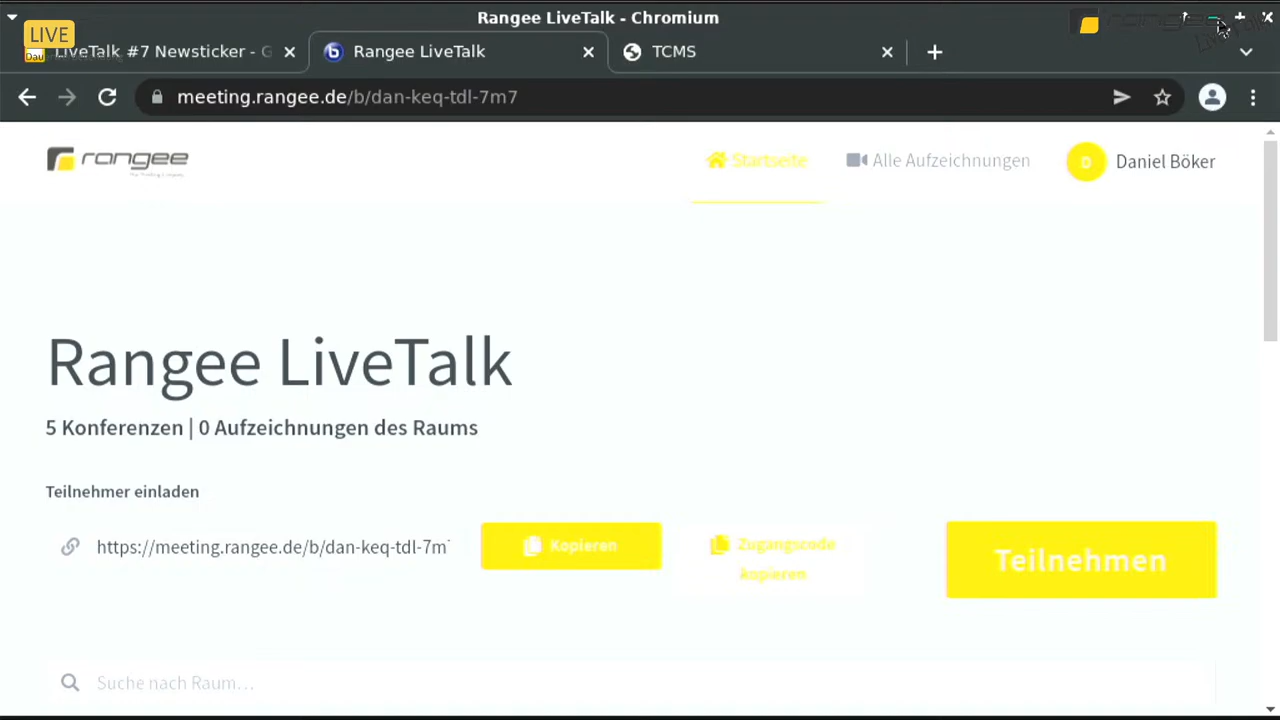 Rangee LiveTalk - Chromium
LIVE
LiveTalk #7 Newsticker - G
Rangee LiveTalk
TCMS
meeting.rangee.de/b/dan-keq-tdl-7m7
rangee
Startseite
Alle Aufzeichnungen
Daniel Böker
Rangee LiveTalk
5 Konferenzen | 0 Aufzeichnungen des Raums
Teilnehmer einladen
https://meeting.rangee.de/b/dan-keq-tdl-7m
Kopieren
Zugangscode
kopieren
Teilnehmen
Suche nach Raum...